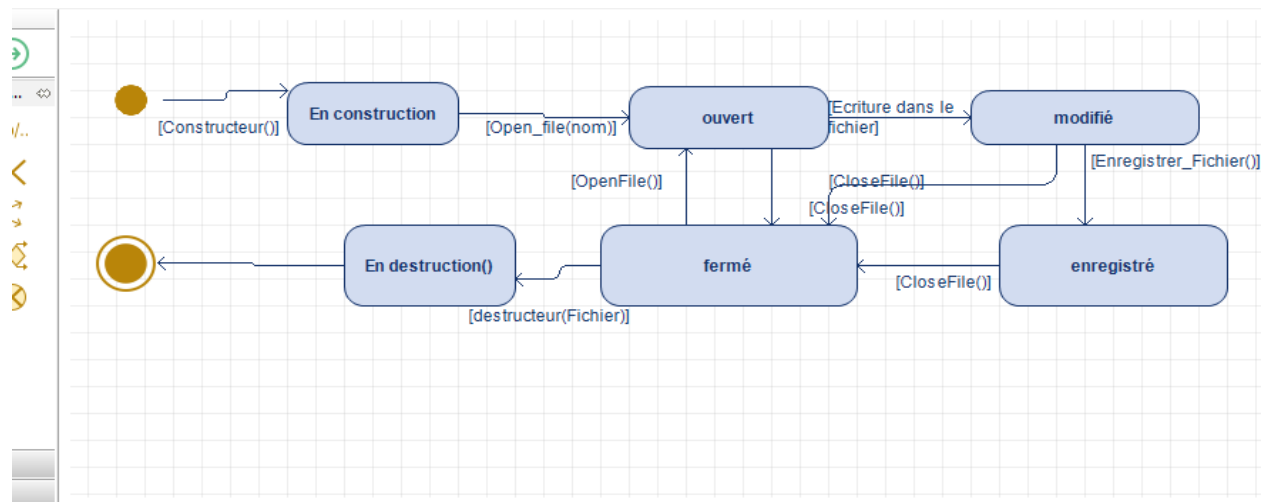 ...
/..
En construction
[Constructeur()]
[Open_file(nom)]
ouvert
[Ecriture dans le
fichier]
modifié
[Enregistrer_Fichier()]
[OpenFile()]
[CloseFile()]
[CloseFile()]
En destruction()
fermé
enregistré
[CloseFile()]
[destructeur(Fichier)]